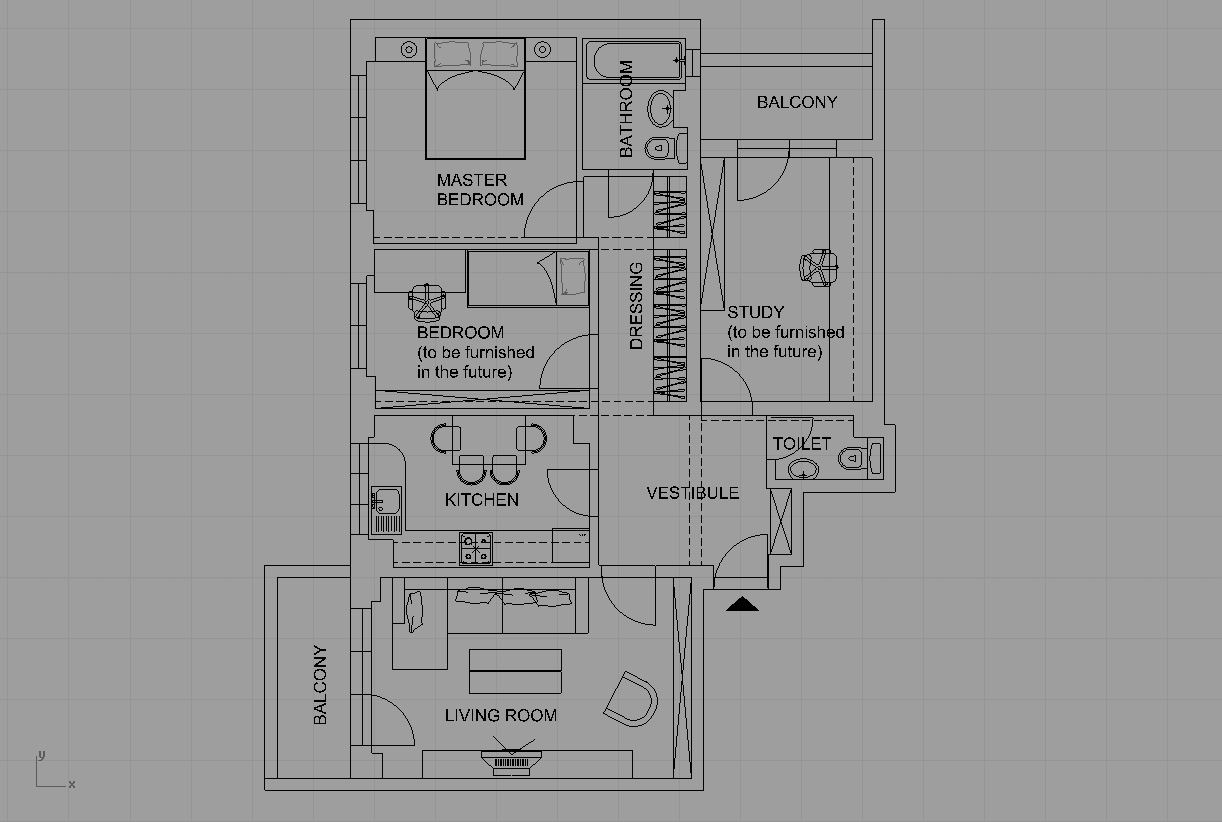 BATHROOM
BALCONY
MASTER
BEDROOM
DRESSING
STUDY
(to be furnished
in the future)
BEDROOM
(to be furnished
in the future)
TOILET
KITCHEN
VESTIBULE
BALCONY
LIVING ROOM
y
x